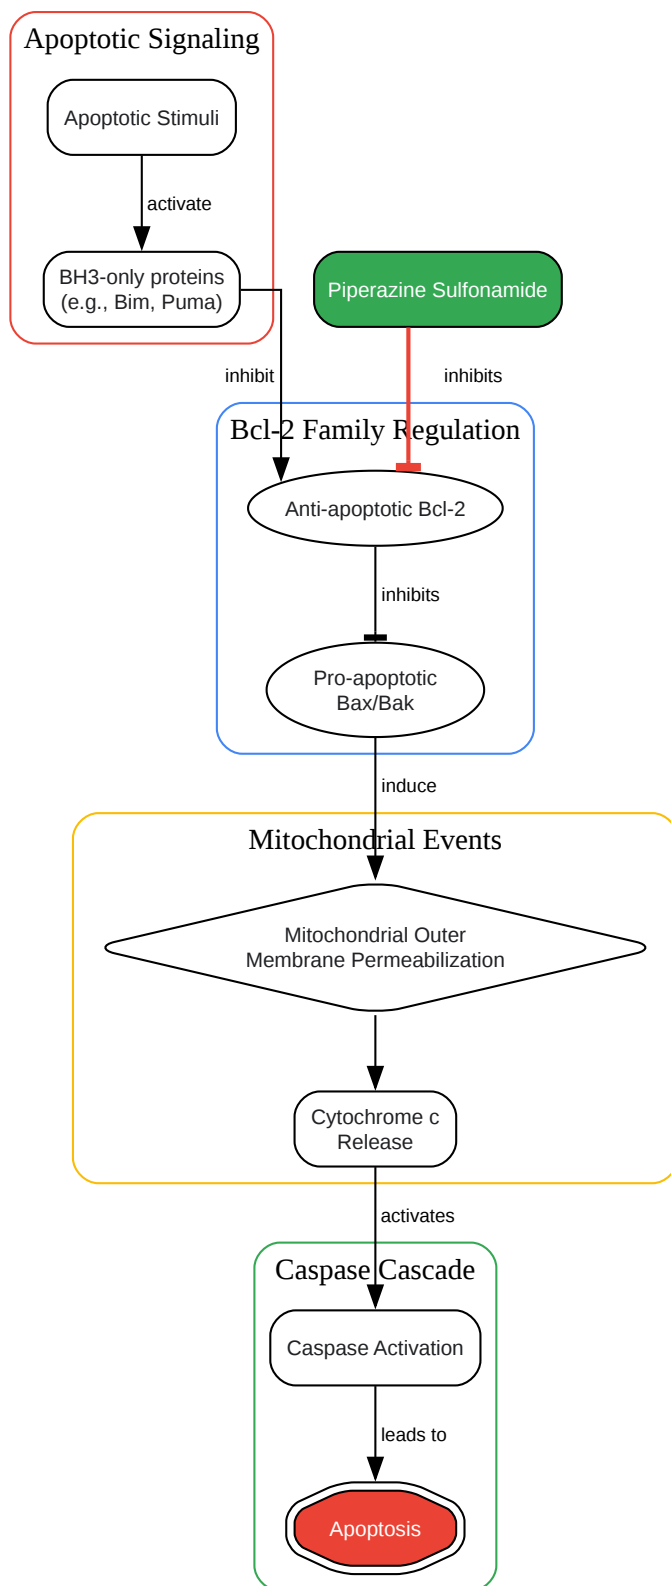 Apoptotic Signaling
Apoptotic Stimuli
activate
BH3-only proteins
(e.g., Bim, Puma)
Piperazine Sulfonamide
inhibit
inhibits
Bcl-2 Family Regulation
Anti-apoptotic Bcl-2
inhibits
Pro-apoptotic
Bax/Bak
induce
Mitochondrial Events
Mitochondrial Outer
Membrane Permeabilization
Cytochrome c
Release
activates
Caspase Cascade
Caspase Activation
leads to
Apoptosis